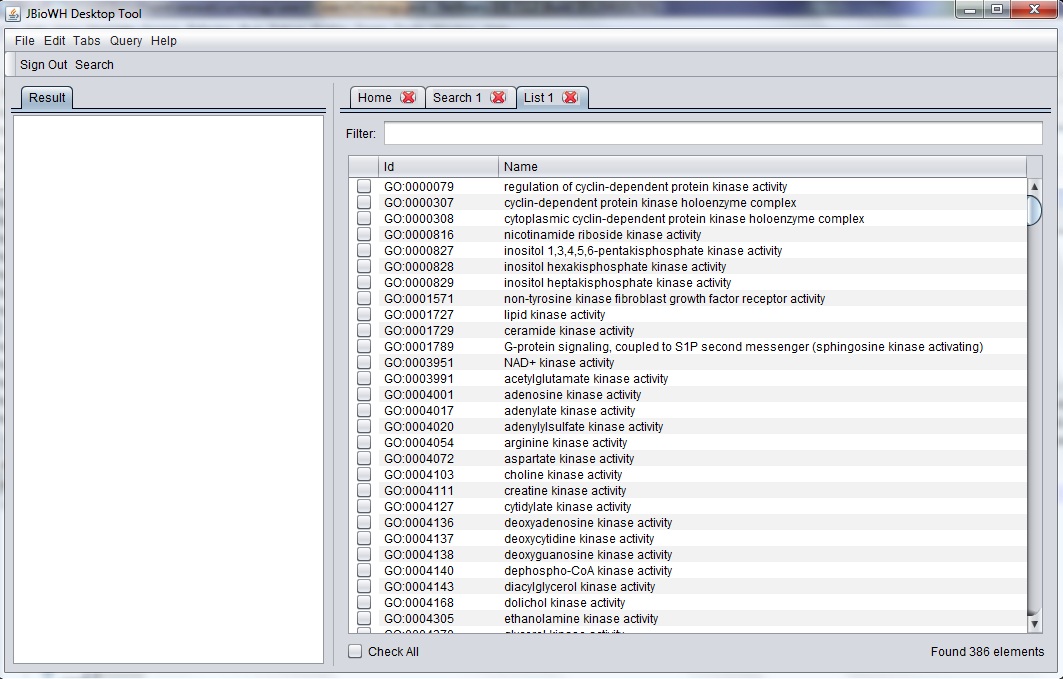 JBioWH Desktop Tool
File Edit Tabs Query Help
Sign Out Search
Result
Home Search 1 List 1
Filter:
Id Name
GO:0000079 regulation of cyclin-dependent protein kinase activity
GO:0000307 cyclin-dependent protein kinase holoenzyme complex
GO:0000308 cytoplasmic cyclin-dependent protein kinase holoenzyme complex
GO:0000816 nicotinamide riboside kinase activity
GO:0000827 inositol 1,3,4,5,6-pentakisphosphate kinase activity
GO:0000828 inositol hexakisphosphate kinase activity
GO:0000829 inositol heptakisphosphate kinase activity
GO:0001571 non-tyrosine kinase fibroblast growth factor receptor activity
GO:0001727 lipid kinase activity
GO:0001729 ceramide kinase activity
GO:0001789 G-protein signaling, coupled to S1P second messenger (sphingosine kinase activating)
GO:0003951 NAD+ kinase activity
GO:0003991 acetylglutamate kinase activity
GO:0004001 adenosine kinase activity
GO:0004017 adenylate kinase activity
GO:0004020 adenylylsulfate kinase activity
GO:0004054 arginine kinase activity
GO:0004072 aspartate kinase activity
GO:0004103 choline kinase activity
GO:0004111 creatine kinase activity
GO:0004127 cytidylate kinase activity
GO:0004136 deoxyadenosine kinase activity
GO:0004137 deoxycytidine kinase activity
GO:0004138 deoxyguanosine kinase activity
GO:0004140 dephospho-CoA kinase activity
GO:0004143 diacylglycerol kinase activity
GO:0004168 dolichol kinase activity
GO:0004305 ethanolamine kinase activity
Check All Found 386 elements